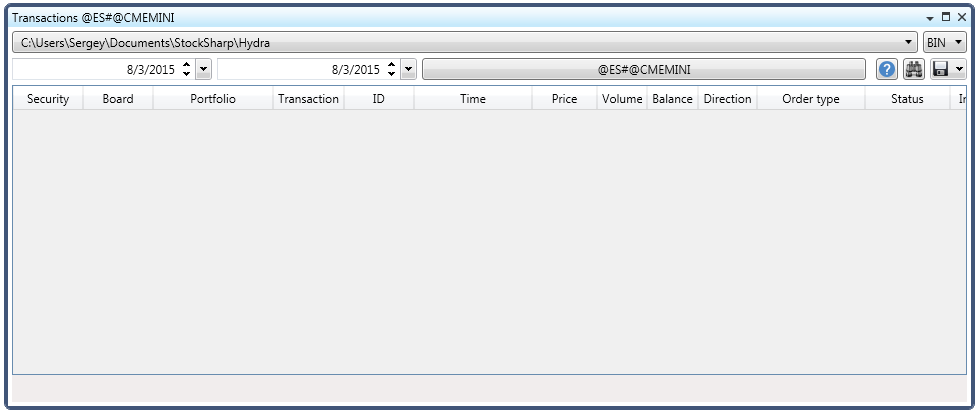 Transactions @ES#@CMEMINI
C:\Users\Sergey\Documents\StockSharp\Hydra BIN
8/3/2015 8/3/2015 @ES#@CMEMINI ?
Security Board Portfolio Transaction ID Time Price Volume Balance Direction Order type Status